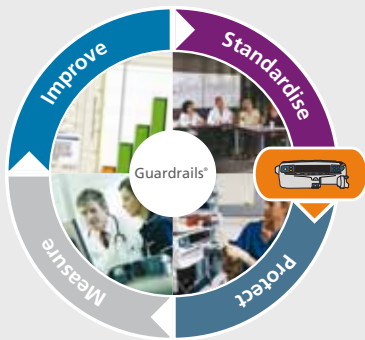 Improve
Standardise
Guardrails®
Measure
Protect